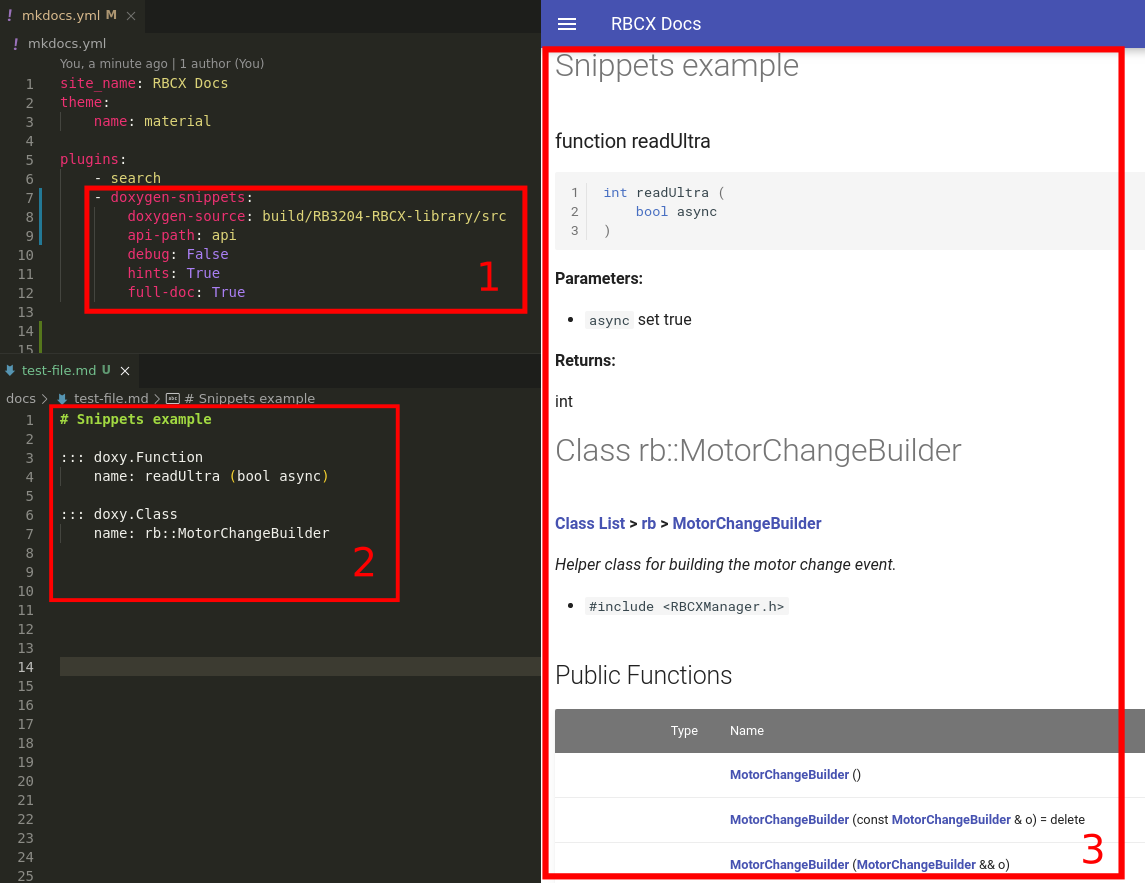 ! mkdocs.yml M ×
! mkdocs.yml
You, a minute ago | 1 author (You)
1 site_name: RBCX Docs
2 theme:
3 name: material
4
5 plugins:
6 - search
7 - doxygen-snippets:
8 doxygen-source: build/RB3204-RBCX-library/src
9 api-path: api
10 debug: False
11 hints: True
12 full-doc: True
13
14
15
1
test-file.md U ×
docs > test-file.md > # Snippets example
1 # Snippets example
2
3 ::: doxy.Function
4 name: readUltra (bool async)
5
6 ::: doxy.Class
7 name: rb::MotorChangeBuilder
8
9
10
11
12
13
14
15
16
17
18
19
20
21
22
23
24
25
2
RBCX Docs
Snippets example
function readUltra
1 int readUltra (
2 bool async
3 )
Parameters:
• async set true
Returns:
int
Class rb::MotorChangeBuilder
Class List > rb > MotorChangeBuilder
Helper class for building the motor change event.
• #include <RBCXManager.h>
Public Functions
Type Name
MotorChangeBuilder ()
MotorChangeBuilder (const MotorChangeBuilder & o) = delete
MotorChangeBuilder (MotorChangeBuilder && o)
3